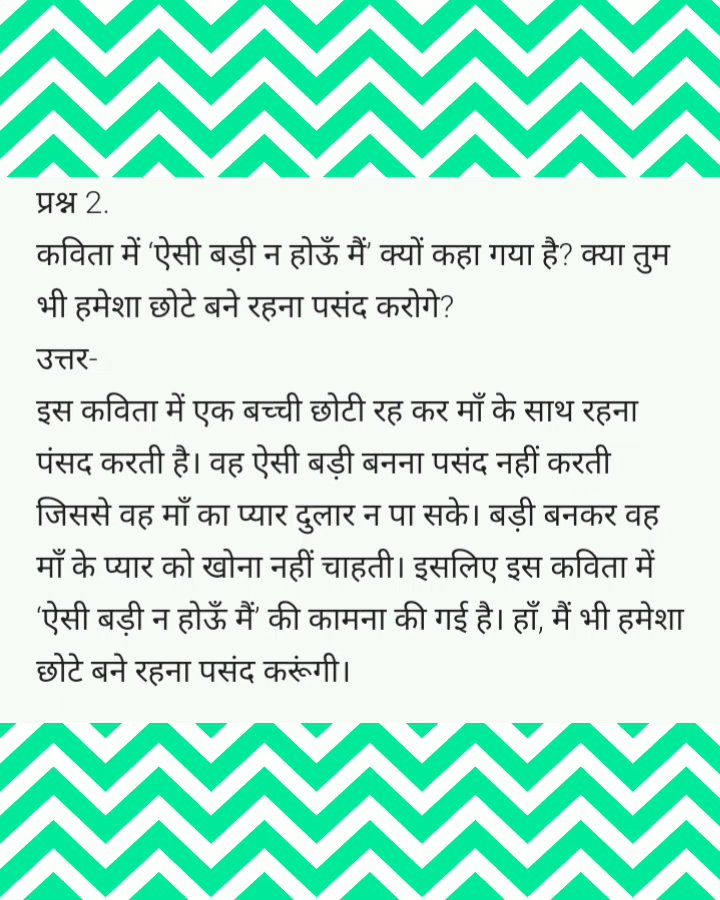 प्रश्न 2.
कविता में ‘ऐसी बड़ी न होऊँ मैं’ क्यों कहा गया है? क्या तुम
भी हमेशा छोटे बने रहना पसंद करोगे?
उत्तर-
इस कविता में एक बच्ची छोटी रह कर माँ के साथ रहना
पंसद करती है। वह ऐसी बड़ी बनना पसंद नहीं करती
जिससे वह माँ का प्यार दुलार न पा सके। बड़ी बनकर वह
माँ के प्यार को खोना नहीं चाहती। इसलिए इस कविता में
‘ऐसी बड़ी न होऊँ मैं’ की कामना की गई है। हाँ, मैं भी हमेशा
छोटे बने रहना पसंद करूंगी।